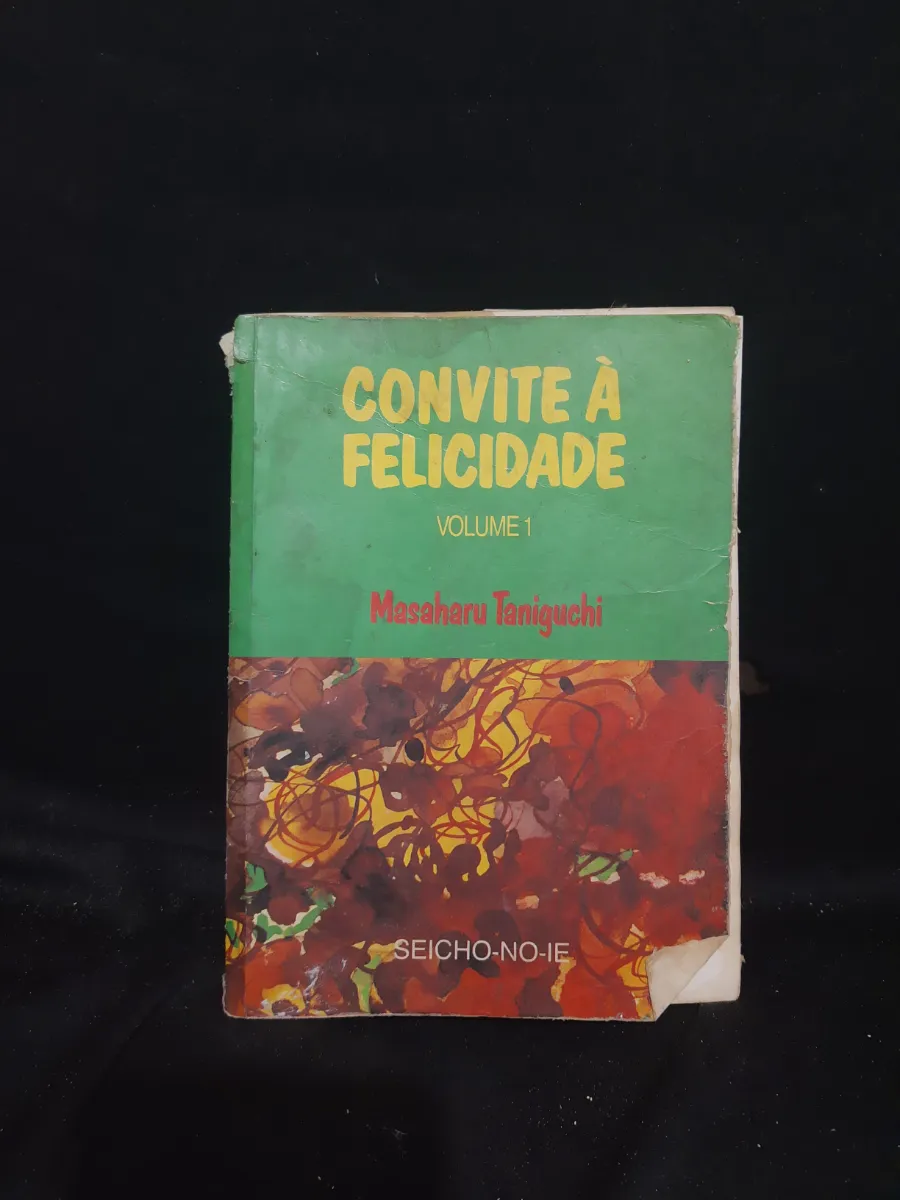 CONVITE À
FELICIDADE
VOLUME 1
Masaharu Taniguchi
SEICHO-NO-IE